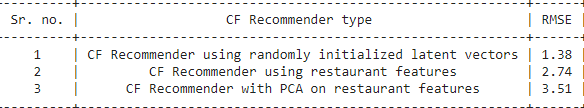 Sr. no. | CF Recommender type | RMSE |
1 | CF Recommender using randomly initialized latent vectors | 1.38 |
2 | CF Recommender using restaurant features | 2.74 |
3 | CF Recommender with PCA on restaurant features | 3.51 |